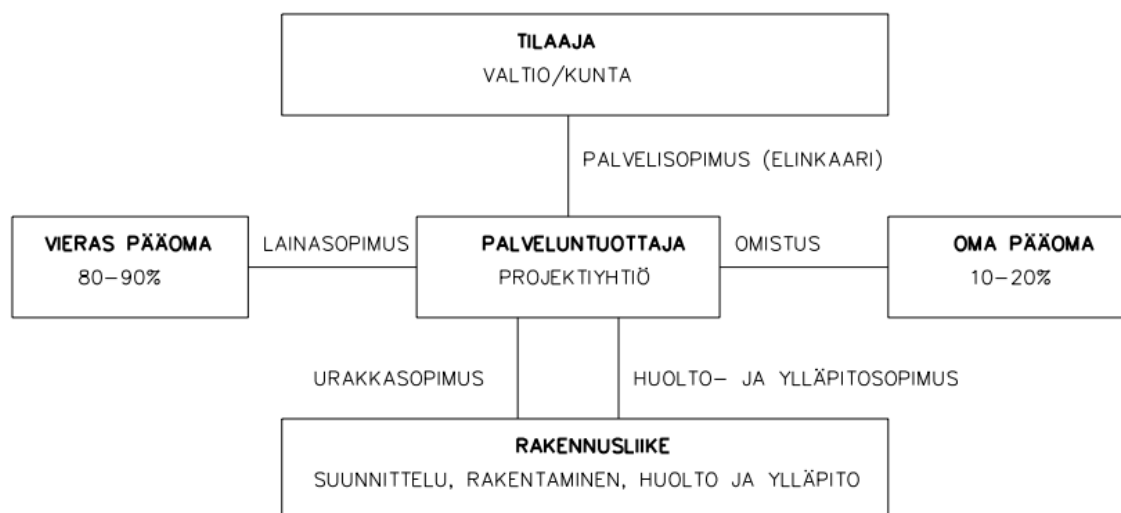 TILAAJA
VALTIO/KUNTA
PALVELISOPIMUS (ELINKAARI)
VIERAS PÄÄOMA
80-90%
LAINASOPIMUS
PALVELUNTUOTTAJA
PROJEKTIYHTIÖ
OMISTUS
OMA PÄÄOMA
10-20%
URAKKASOPIMUS
HUOLTO- JA YLLÄPITOSOPIMUS
RAKENNUSLIIKE
SUUNNITTELU, RAKENTAMINEN, HUOLTO JA YLLÄPITO